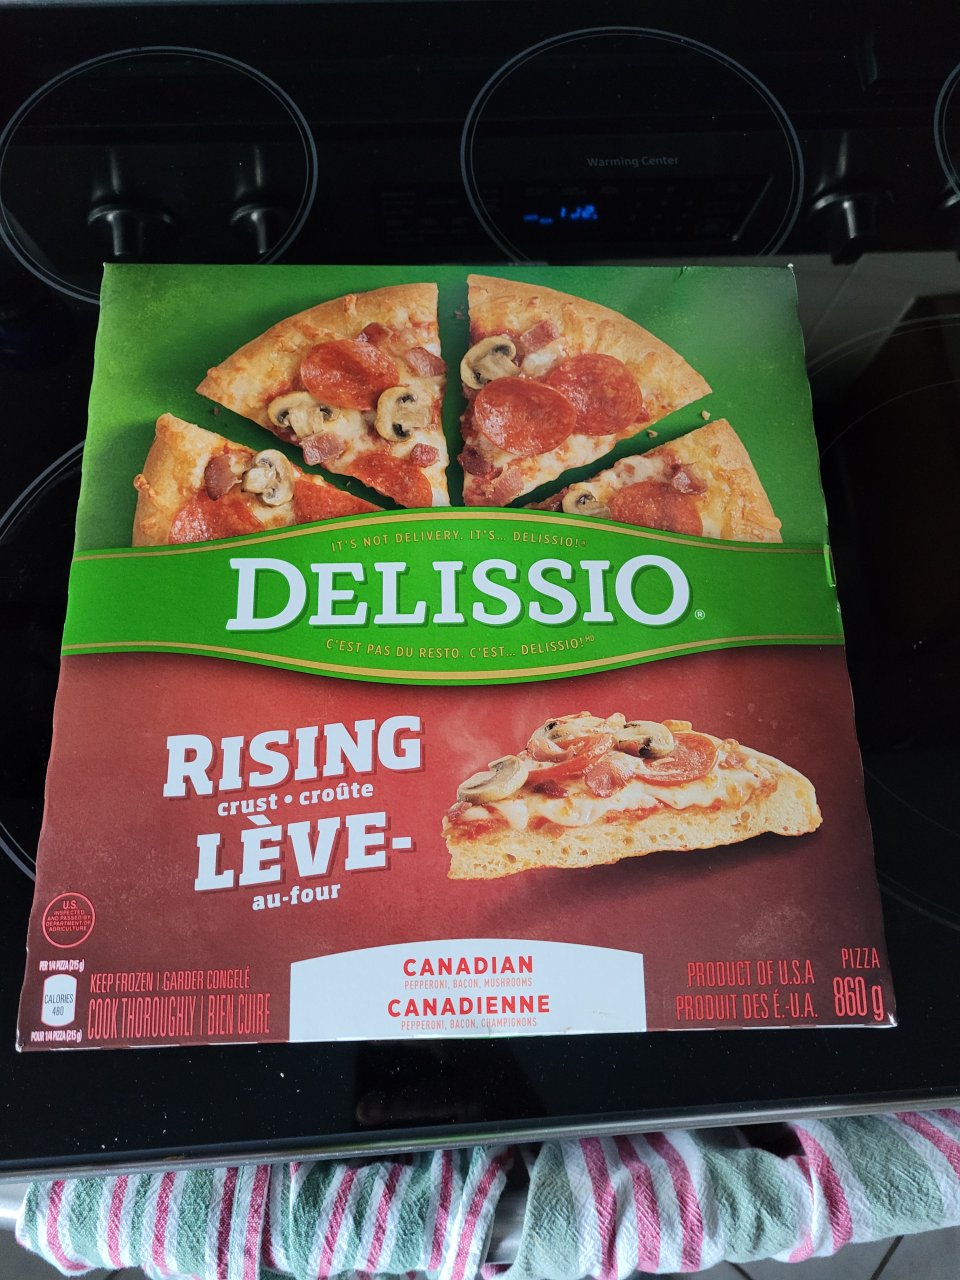 Warming Center
IT'S NOT DELIVERY. IT'S... DELISSIO!
DELISSIO®
C'EST PAS DU RESTO. C'EST... DELISSIO! MD
RISING
crust • croûte
LÈVE-
au-four
U.S.
INSPECTED
AND PASSED BY
DEPARTMENT OF
AGRICULTURE
PER 1/4 PIZZA (215 g)
CALORIES
480
POUR 1/4 PIZZA (215 g)
KEEP FROZEN | GARDER CONGELÉ
COOK THOROUGHLY | BIEN CUIRE
CANADIAN
PEPPERONI, BACON, MUSHROOMS
CANADIENNE
PEPPERONI, BACON, CHAMPIGNONS
PRODUCT OF U.S.A
PRODUIT DES É.-U.A.
PIZZA
860 g